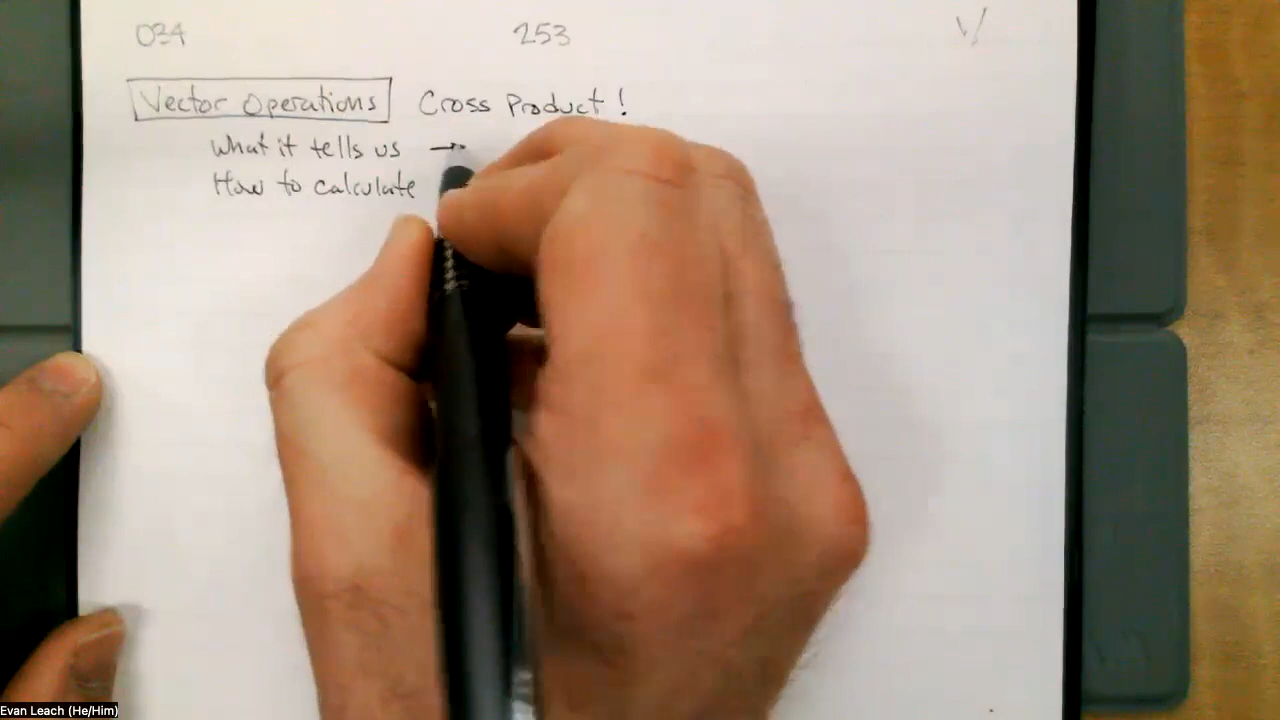 034 253 V!
Vector Operations Cross Product!
What it tells us →
How to calculate
Evan Leach (He/Him)